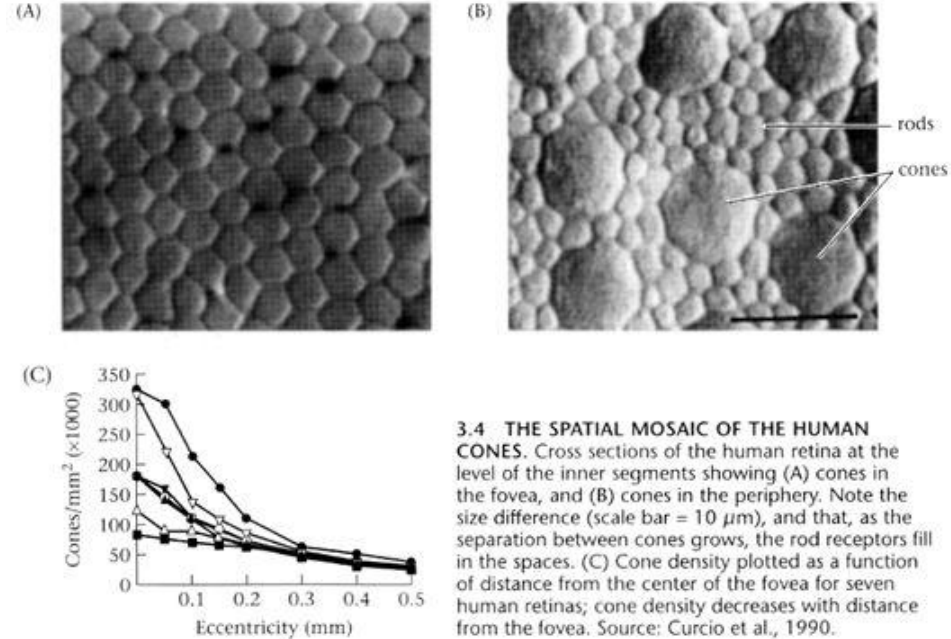 (A)
(B)
rods
cones
(C)
350
300
250
200
150
100
50
0
Cones/mm² (×1000)
0.1 0.2 0.3 0.4 0.5
Eccentricity (mm)
3.4 THE SPATIAL MOSAIC OF THE HUMAN
CONES. Cross sections of the human retina at the
level of the inner segments showing (A) cones in
the fovea, and (B) cones in the periphery. Note the
size difference (scale bar = 10 μm), and that, as the
separation between cones grows, the rod receptors fill
in the spaces. (C) Cone density plotted as a function
of distance from the center of the fovea for seven
human retinas; cone density decreases with distance
from the fovea. Source: Curcio et al., 1990.